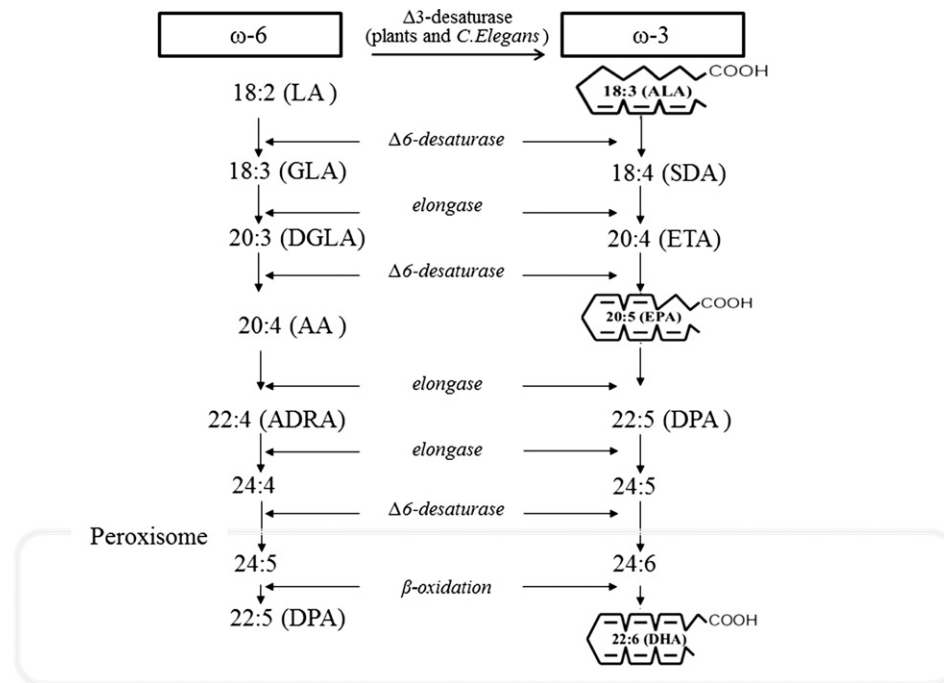 ω-6
Δ3-desaturase
(plants and C.Elegans)
ω-3
18:2 (LA )
COOH
18:3 (ALA)
Δ6-desaturase
18:3 (GLA)
18:4 (SDA)
elongase
20:3 (DGLA)
20:4 (ETA)
Δ6-desaturase
COOH
20:5 (EPA)
20:4 (AA )
elongase
22:4 (ADRA)
22:5 (DPA )
elongase
24:4
24:5
Δ6-desaturase
Peroxisome
24:5
24:6
β-oxidation
22:5 (DPA)
COOH
22:6 (DHA)